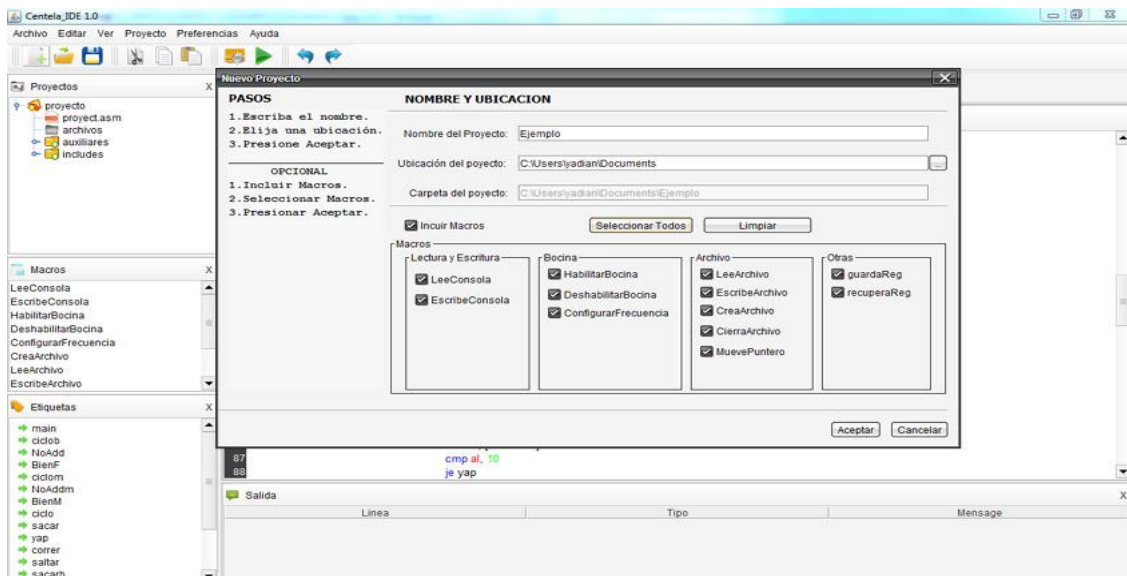 Centela_IDE 1.0
Archivo Editar Ver Proyecto Preferencias Ayuda
Proyectos X
proyecto
proyect.asm
archivos
auxiliares
includes
Macros X
LeeConsola
EscribeConsola
HabilitarBocina
DeshabilitarBocina
ConfigurarFrecuencia
CreaArchivo
LeeArchivo
EscribeArchivo
Etiquetas X
main
ciclob
NoAdd
BienF
ciclom
NoAddm
BienM
ciclo
sacar
yap
correr
saltar
sacarb
Nuevo Proyecto
PASOS
1.Escriba el nombre.
2.Elija una ubicación.
3.Presione Aceptar.
OPCIONAL
1.Incluir Macros.
2.Seleccionar Macros.
3.Presionar Aceptar.
NOMBRE Y UBICACION
Nombre del Proyecto: Ejemplo
Ubicación del poyecto: C:\Users\yadian\Documents ...
Carpeta del poyecto: C:\Users\yadian\Documents\Ejemplo
Incuir Macros Seleccionar Todos Limpiar
Macros
Lectura y Escritura
LeeConsola
EscribeConsola
Bocina
HabilitarBocina
DeshabilitarBocina
ConfigurarFrecuencia
Archivo
LeeArchivo
EscribeArchivo
CreaArchivo
CierraArchivo
MuevePuntero
Otras
guardaReg
recuperaReg
Aceptar Cancelar
87 cmp al, 10
88 je yap
Salida X
Linea Tipo Mensage